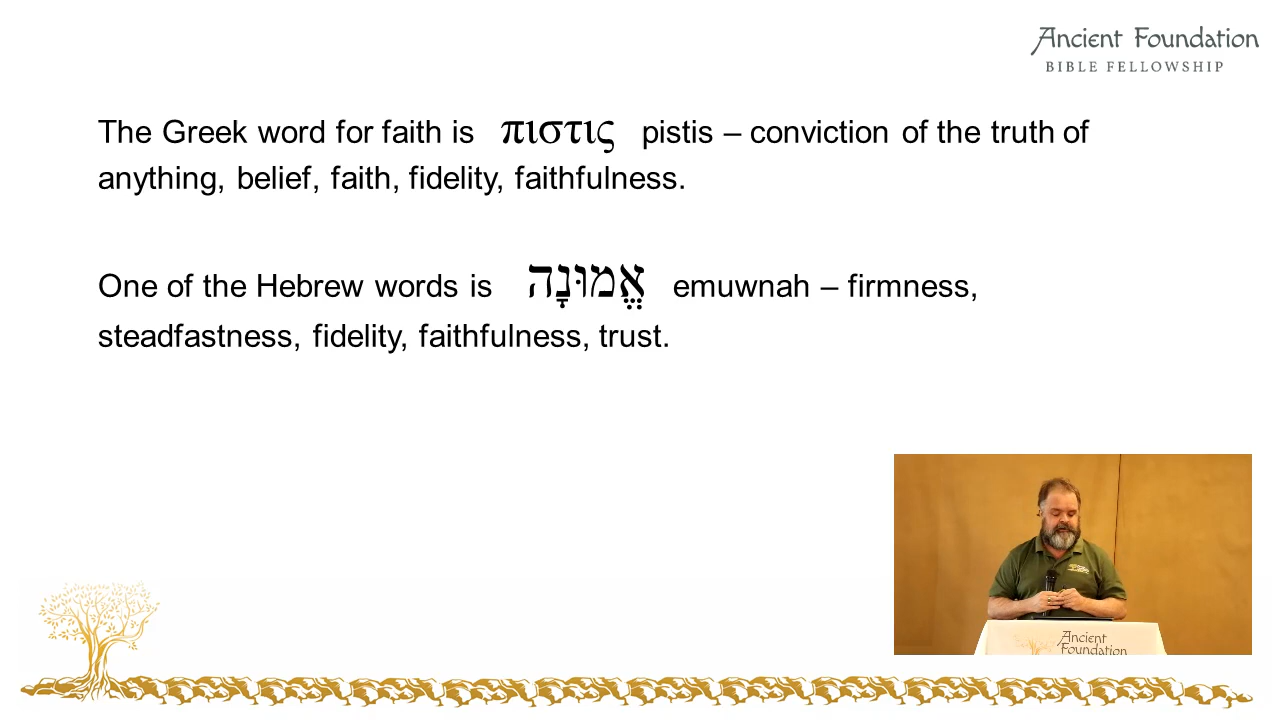 Ancient Foundation
BIBLE FELLOWSHIP
The Greek word for faith is πιστις pistis – conviction of the truth of
anything, belief, faith, fidelity, faithfulness.
One of the Hebrew words is אֱמוּנָה emuwnah – firmness,
steadfastness, fidelity, faithfulness, trust.
Ancient
Foundation